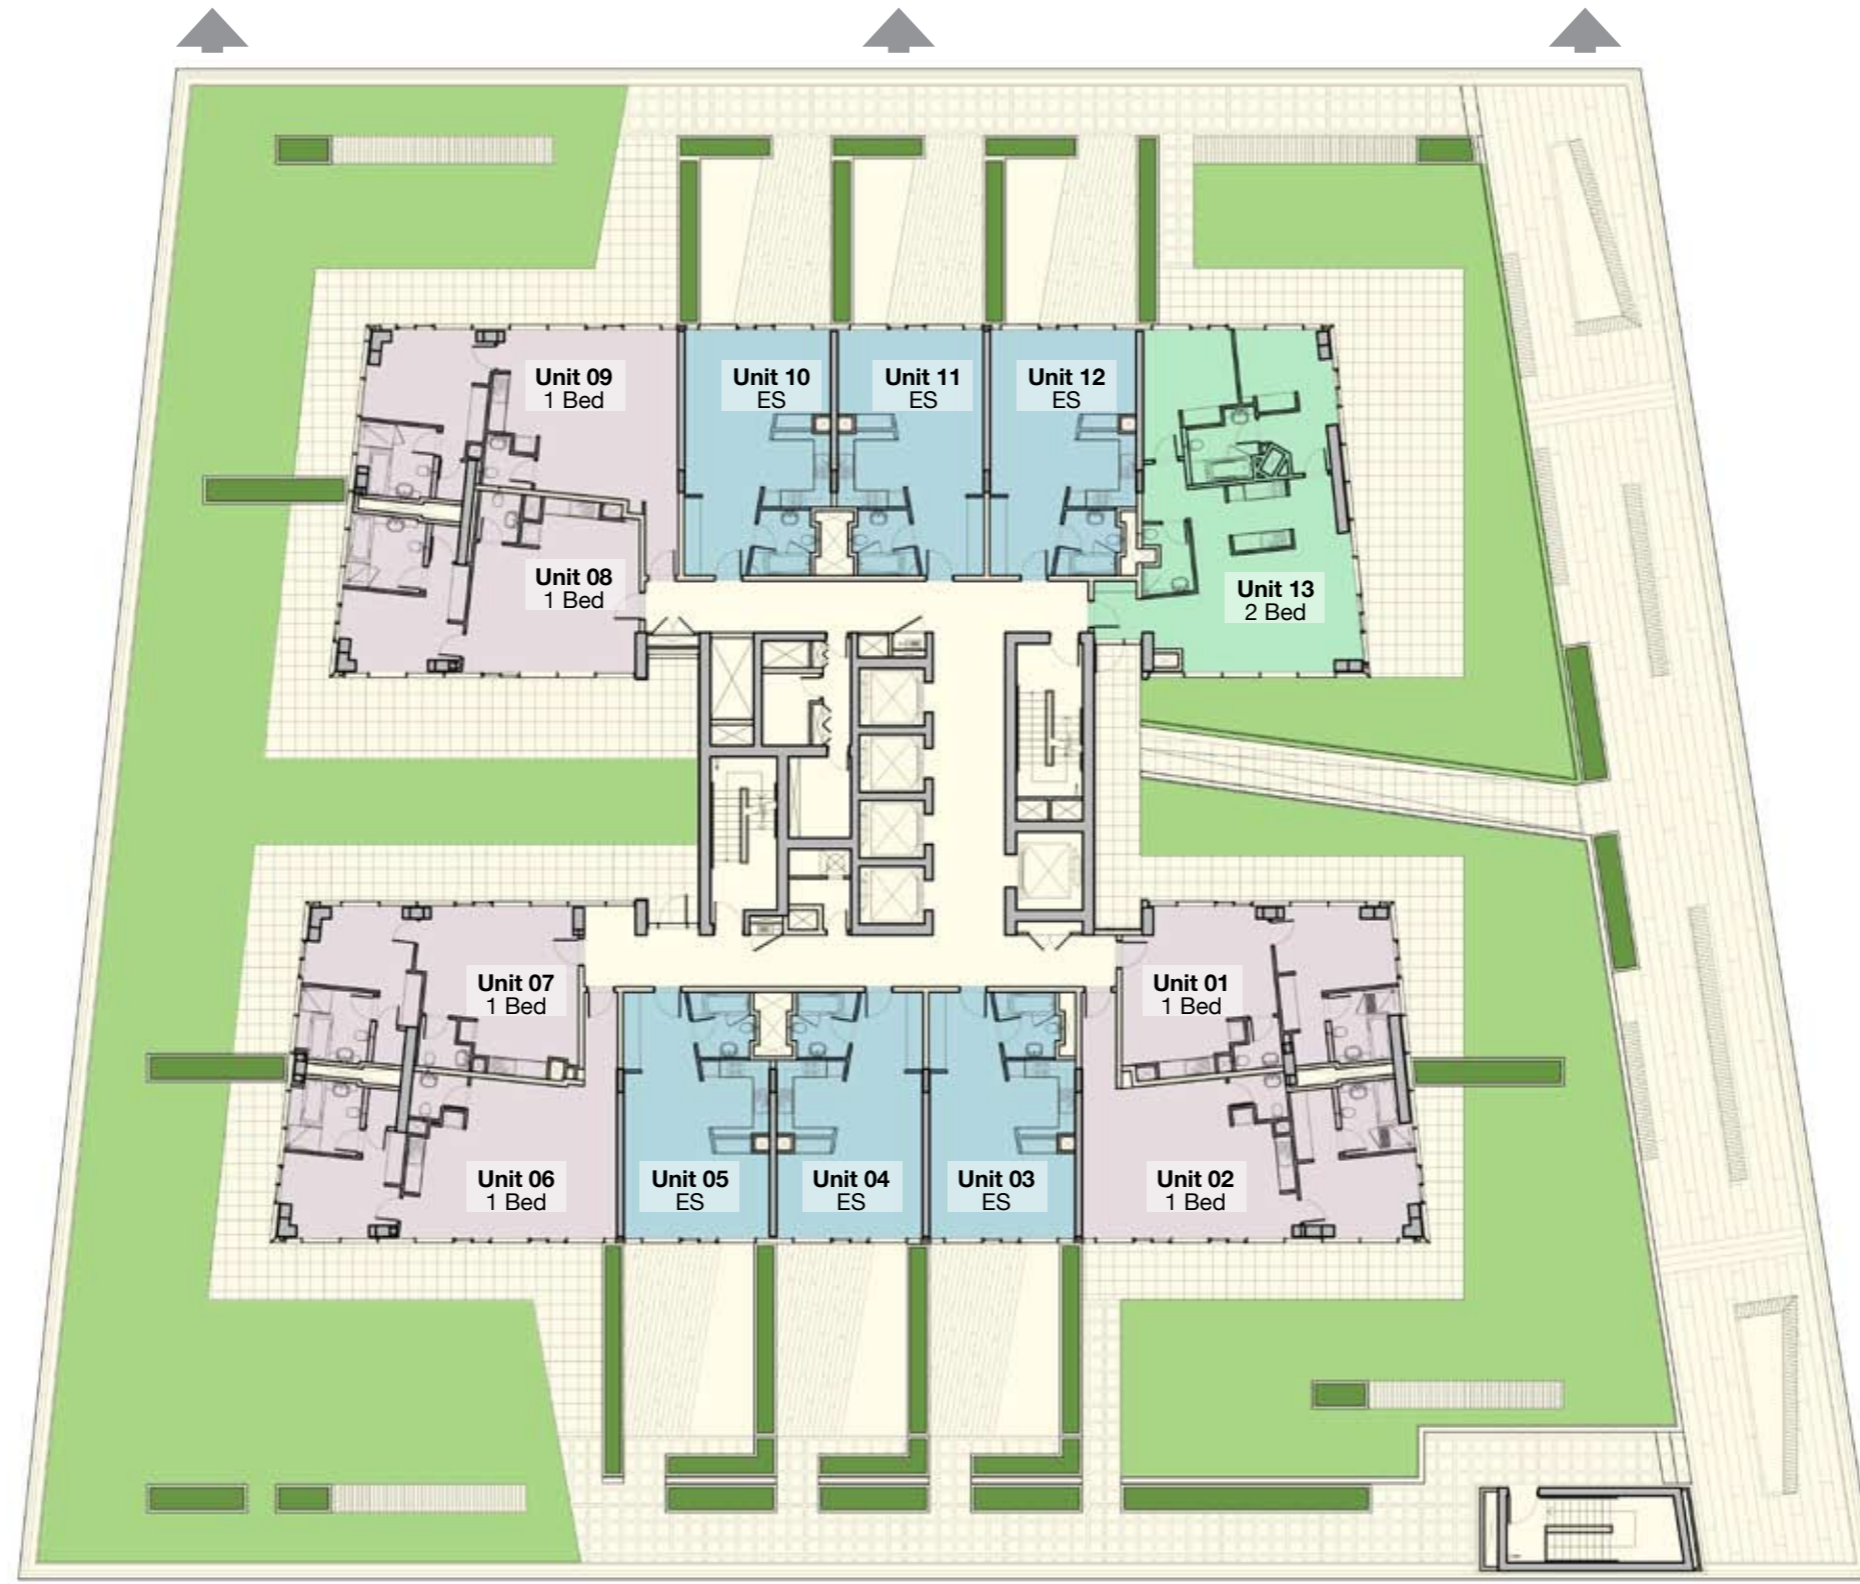 Unit 09
1 Bed
Unit 10
ES
Unit 11
ES
Unit 12
ES
Unit 08
1 Bed
Unit 13
2 Bed
Unit 07
1 Bed
Unit 01
1 Bed
Unit 06
1 Bed
Unit 05
ES
Unit 04
ES
Unit 03
ES
Unit 02
1 Bed